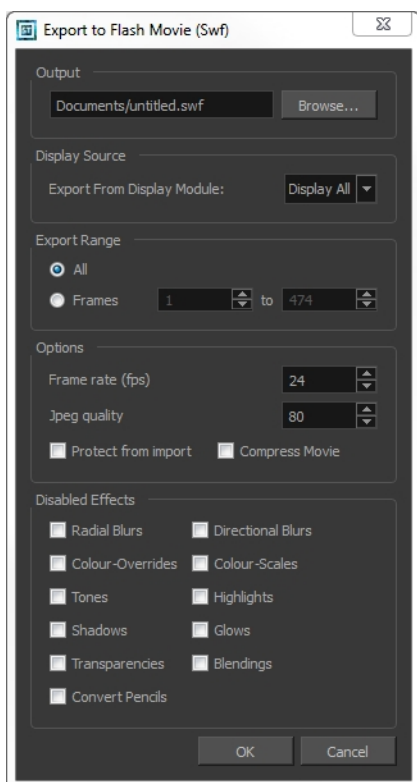 Export to Flash Movie (Swf)
Output
Documents/untitled.swf Browse...
Display Source
Export From Display Module: Display All
Export Range
All
Frames 1 to 474
Options
Frame rate (fps) 24
Jpeg quality 80
Protect from import Compress Movie
Disabled Effects
Radial Blurs Directional Blurs
Colour-Overrides Colour-Scales
Tones Highlights
Shadows Glows
Transparencies Blendings
Convert Pencils
OK Cancel